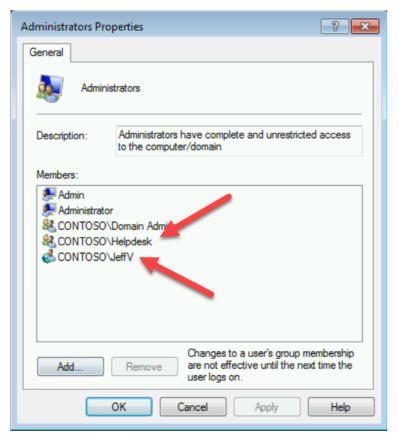 Administrators Properties
General
Administrators
Description:
Administrators have complete and unrestricted access
to the computer/domain
Members:
Admin
Administrator
CONTOSO\Domain Admi
CONTOSO\Helpdesk
CONTOSO\JeffV
Add...
Remove
Changes to a user's group membership
are not effective until the next time the
user logs on.
OK
Cancel
Apply
Help